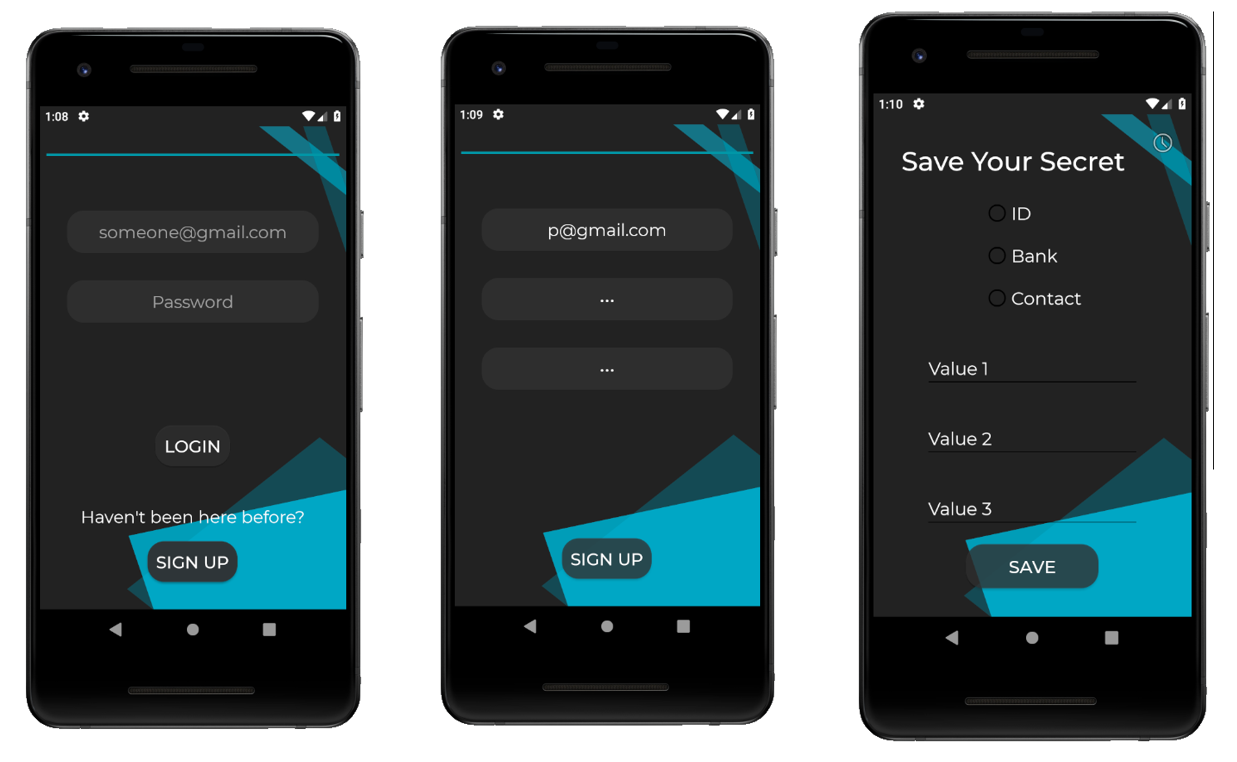 1:08
someone@gmail.com
Password
LOGIN
Haven't been here before?
SIGN UP
1:09
p@gmail.com
...
...
SIGN UP
1:10
Save Your Secret
ID
Bank
Contact
Value 1
Value 2
Value 3
SAVE